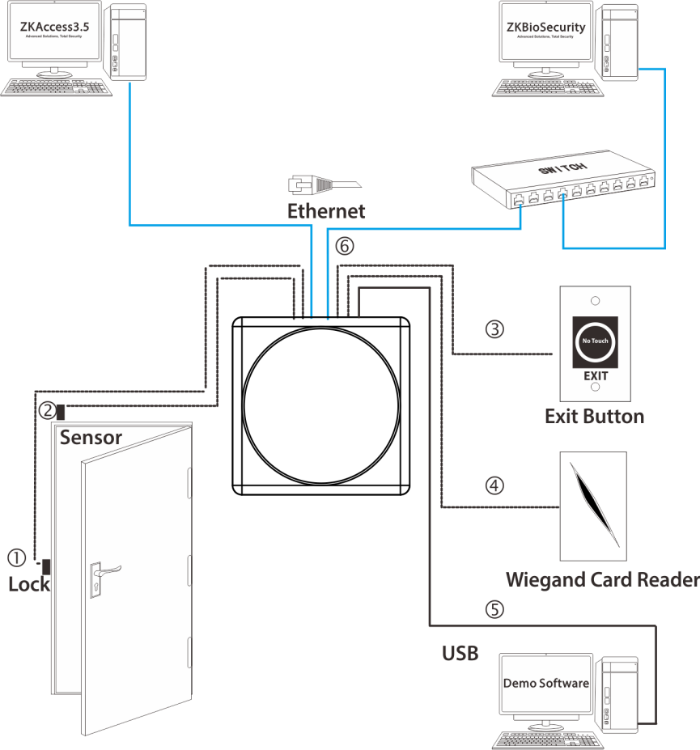 ZKAccess3.5
Advanced Solutions, Total Security
ZKBioSecurity
Advanced Solutions, Total Security
SWITCH
Ethernet
⑥
③
No Touch
EXIT
Exit Button
②
Sensor
④
①
Lock
Wiegand Card Reader
⑤
USB
Demo Software